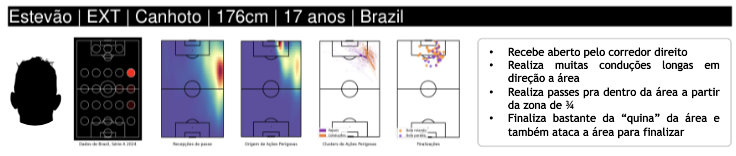 Estevão | EXT | Canhoto | 176cm | 17 anos | Brazil
• Recebe aberto pelo corredor direito
• Realiza muitas conduções longas em
direção a área
• Realiza passes pra dentro da área a partir
da zona de ¾
• Finaliza bastante da “quina” da área e
também ataca a área para finalizar
Dados do Brasil, Série A 2024
Recepções de passe
Origem de Ações Perigosas
Clusters de Ações Perigosas
Finalizações